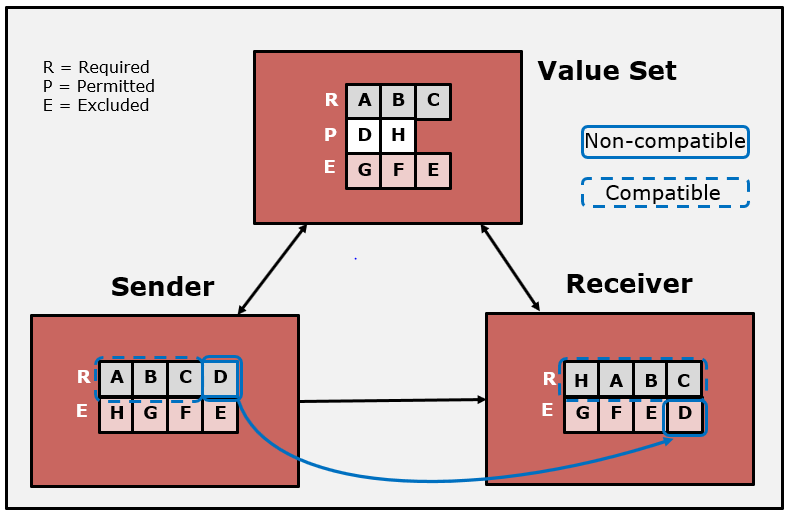 R = Required
P = Permitted
E = Excluded
Value Set
R A B C
P D H
E G F E
Non-compatible
Compatible
Sender
R A B C D
E H G F E
Receiver
R H A B C
E G F E D